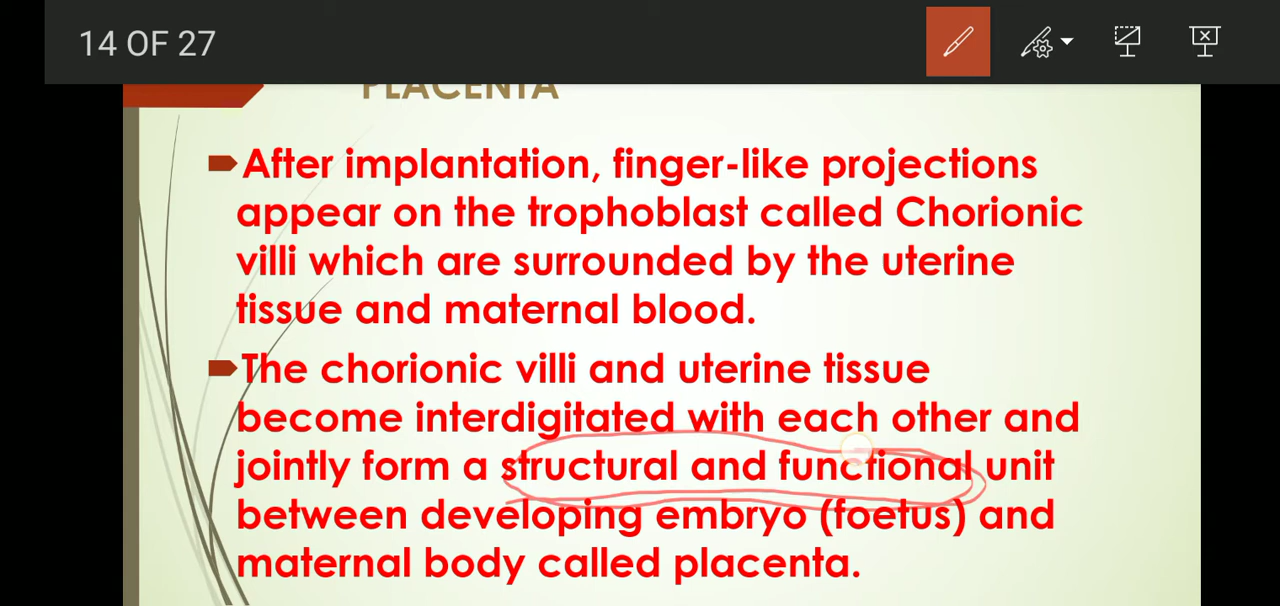 14 OF 27
PLACENTA
After implantation, finger-like projections
appear on the trophoblast called Chorionic
villi which are surrounded by the uterine
tissue and maternal blood.
The chorionic villi and uterine tissue
become interdigitated with each other and
jointly form a structural and functional unit
between developing embryo (foetus) and
maternal body called placenta.